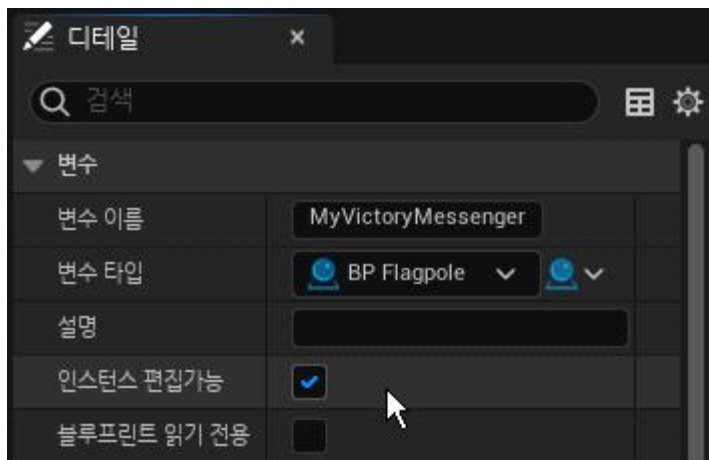 디테일
검색
변수
변수 이름 MyVictoryMessenger
변수 타입 BP Flagpole
설명
인스턴스 편집가능
블루프린트 읽기 전용